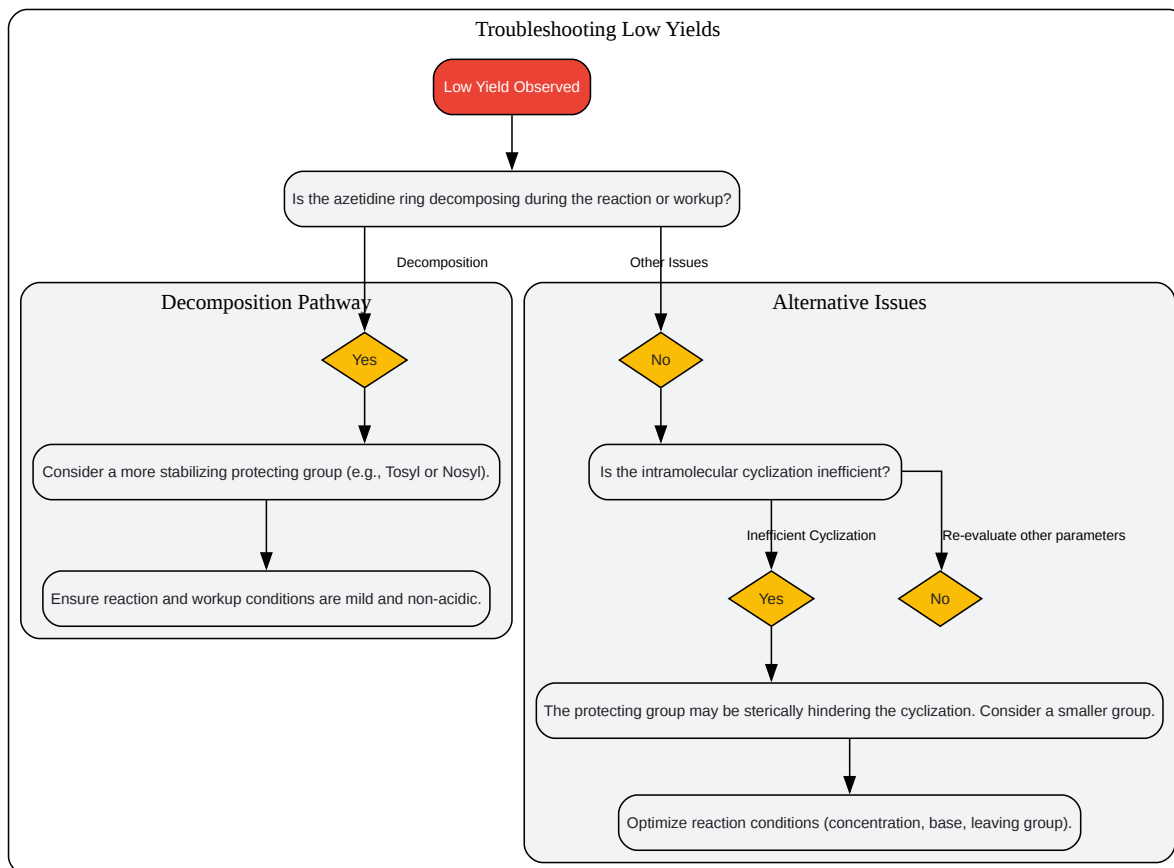 Troubleshooting Low Yields
Low Yield Observed
Is the azetidine ring decomposing during the reaction or workup?
Decomposition
Other Issues
Decomposition Pathway
Alternative Issues
Yes
No
Consider a more stabilizing protecting group (e.g., Tosyl or Nosyl).
Is the intramolecular cyclization inefficient?
Inefficient Cyclization
Re-evaluate other parameters
Ensure reaction and workup conditions are mild and non-acidic.
Yes
No
The protecting group may be sterically hindering the cyclization. Consider a smaller group.
Optimize reaction conditions (concentration, base, leaving group).